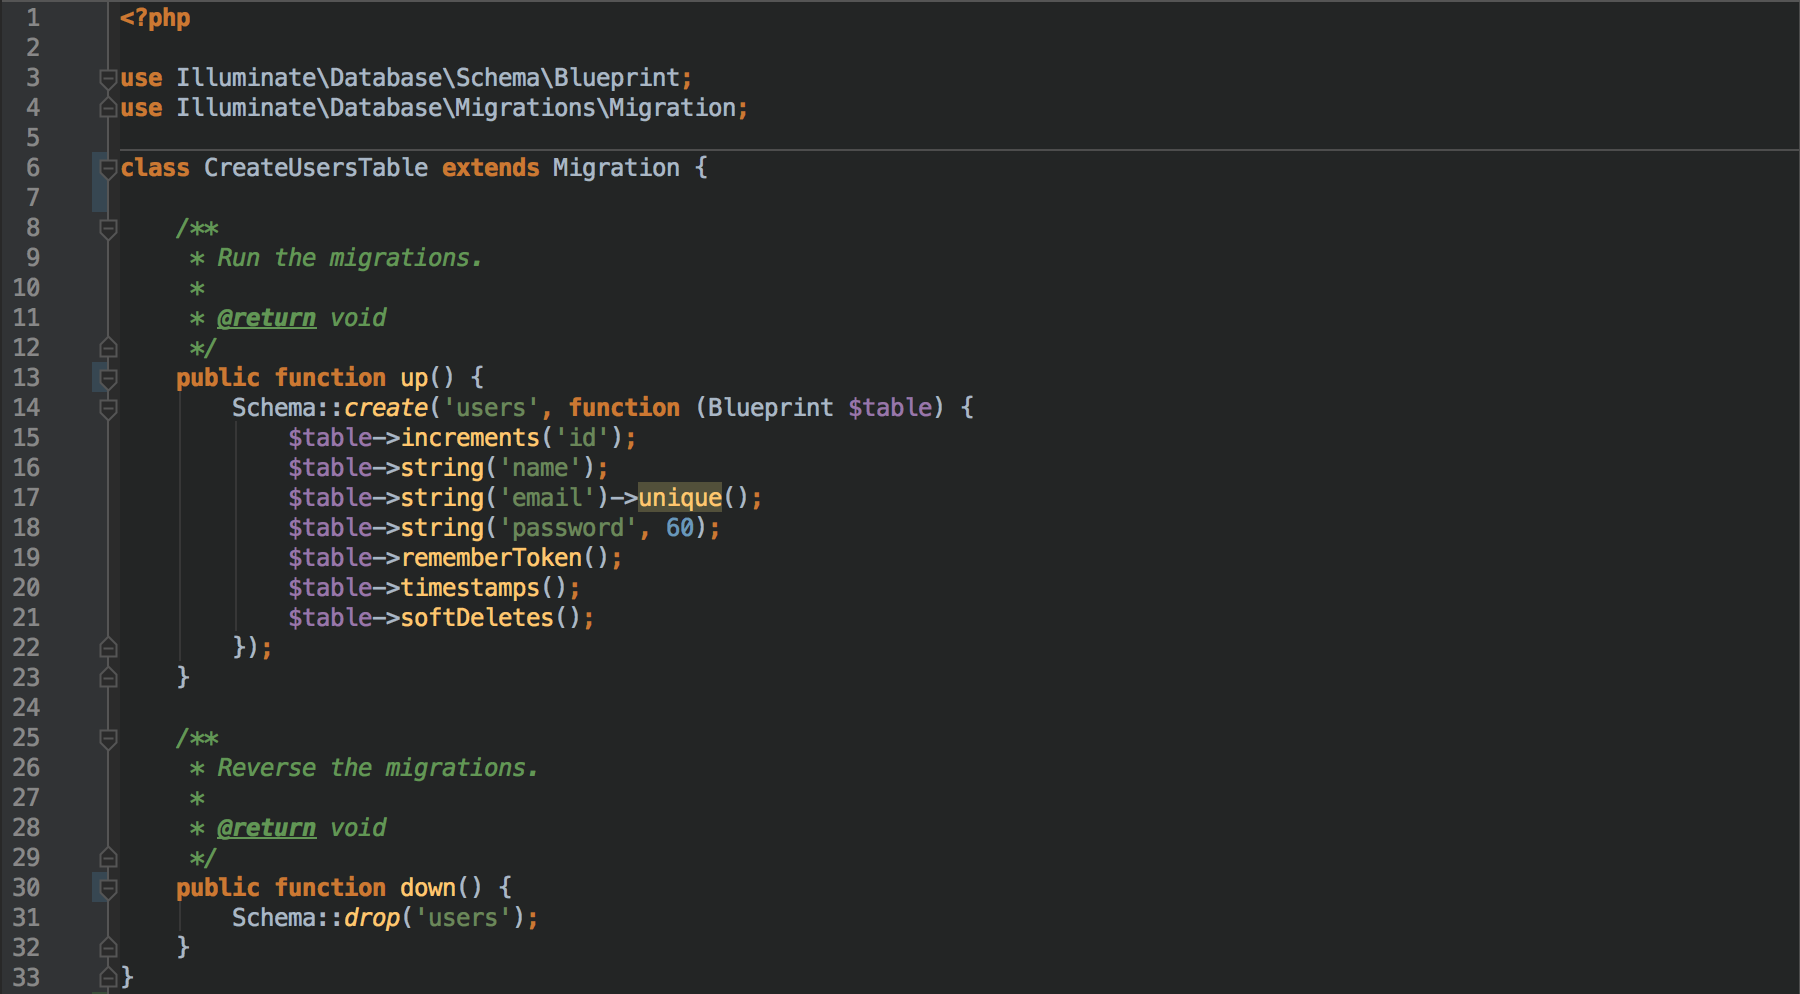 1 <?php
2
3 use Illuminate\Database\Schema\Blueprint;
4 use Illuminate\Database\Migrations\Migration;
5
6 class CreateUsersTable extends Migration {
7
8     /**
9      * Run the migrations.
10      *
11      * @return void
12      */
13     public function up() {
14         Schema::create('users', function (Blueprint $table) {
15             $table->increments('id');
16             $table->string('name');
17             $table->string('email')->unique();
18             $table->string('password', 60);
19             $table->rememberToken();
20             $table->timestamps();
21             $table->softDeletes();
22         });
23     }
24
25     /**
26      * Reverse the migrations.
27      *
28      * @return void
29      */
30     public function down() {
31         Schema::drop('users');
32     }
33 }